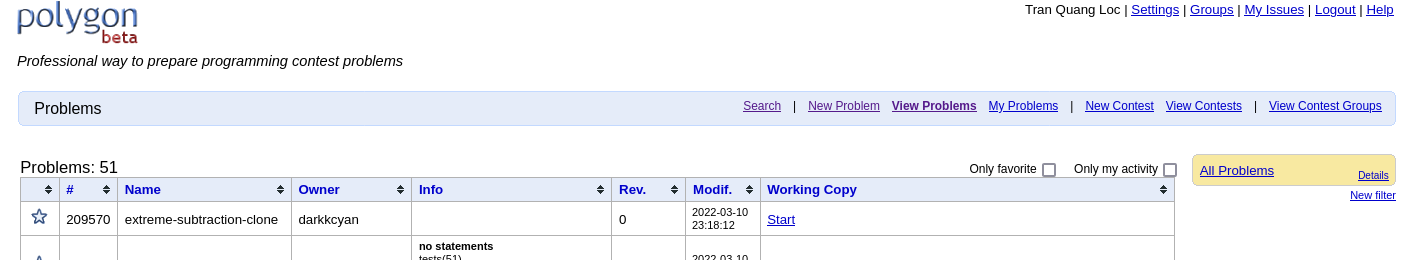 polygon
beta
Tran Quang Loc | Settings | Groups | My Issues | Logout | Help
Professional way to prepare programming contest problems
Problems
Search | New Problem View Problems My Problems | New Contest View Contests | View Contest Groups
Problems: 51
Only favorite Only my activity
All Problems Details
New filter
# Name Owner Info Rev. Modif. Working Copy
209570 extreme-subtraction-clone darkkcyan 0 2022-03-10 23:18:12 Start
no statements
tests(51)
2022-03-10